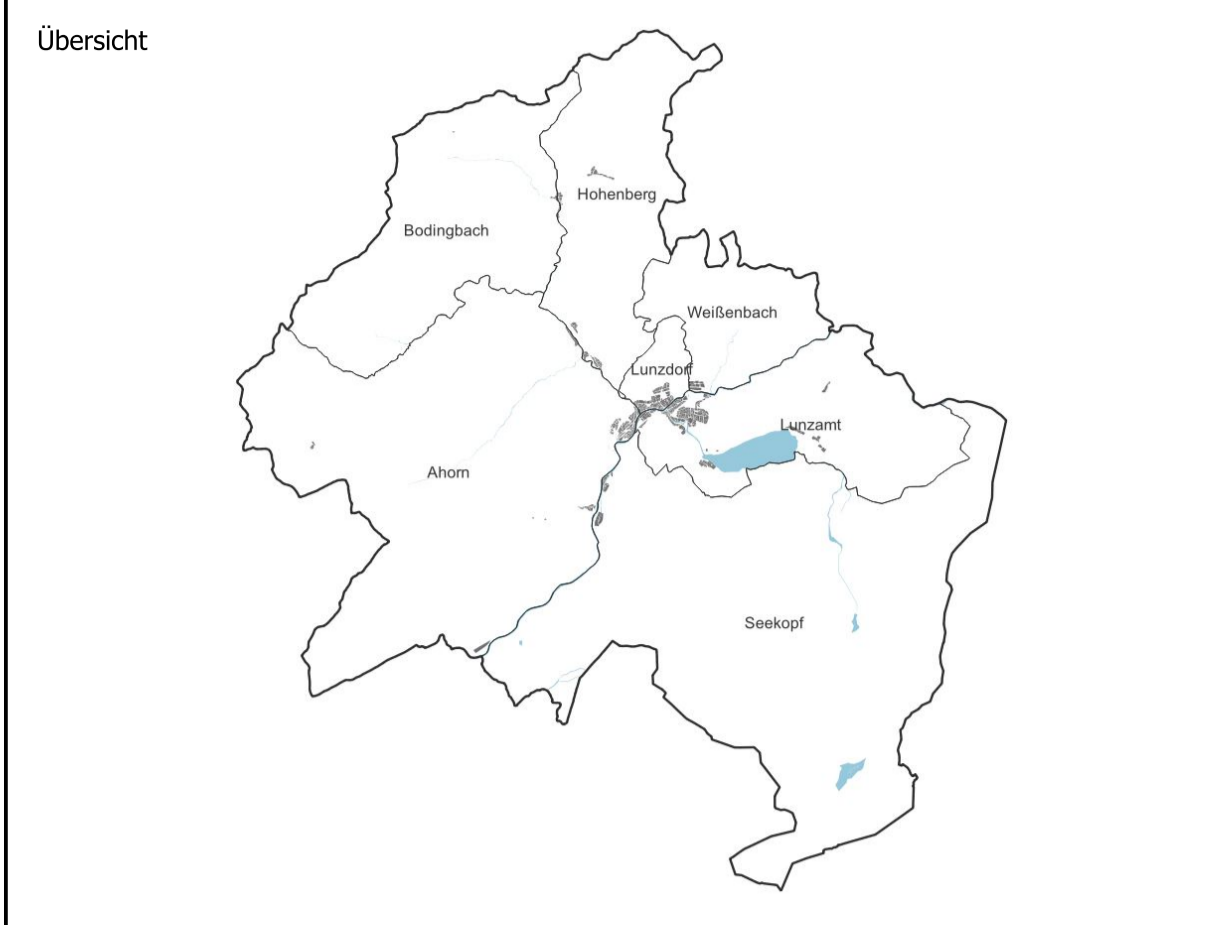 Übersicht
Hohenberg
Bodingbach
Weißenbach
Lunzdorf
Lunzamt
Ahorn
Seekopf